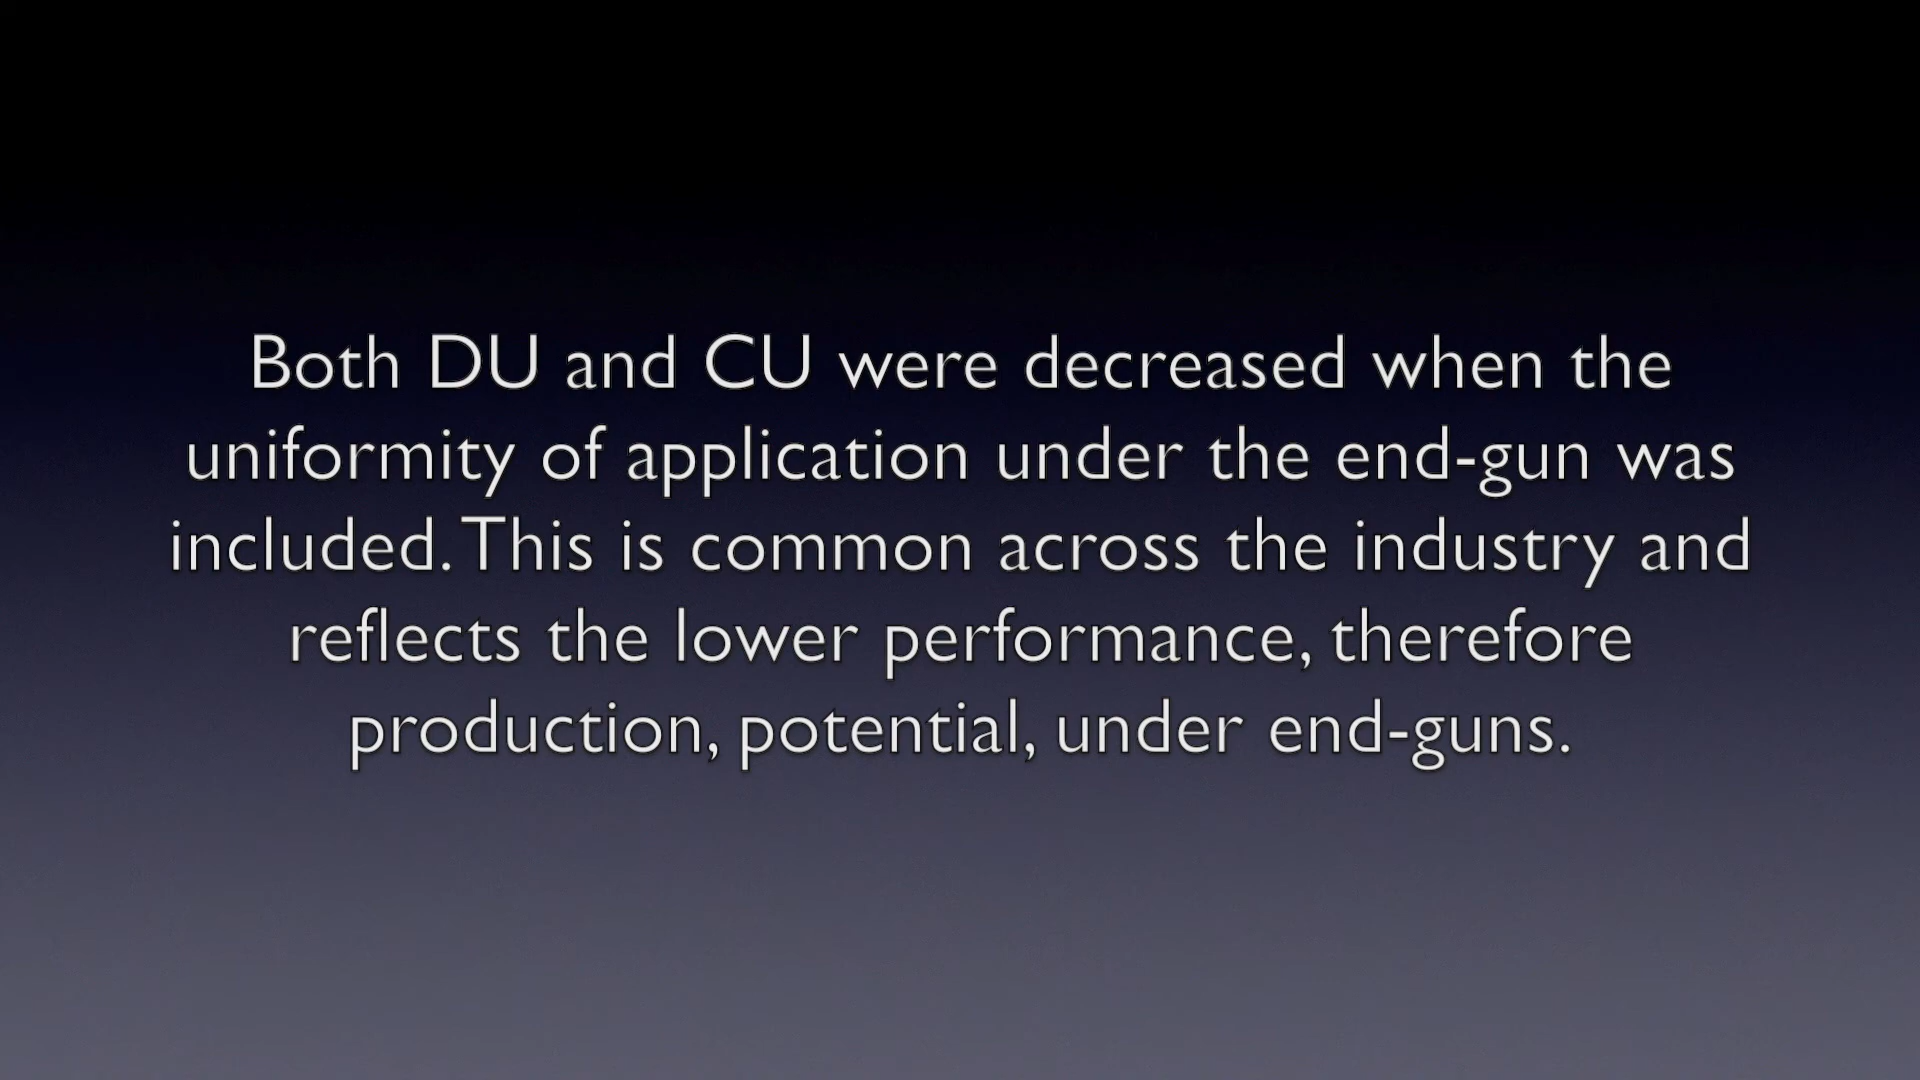 Both DU and CU were decreased when the
uniformity of application under the end-gun was
included. This is common across the industry and
reflects the lower performance, therefore
production, potential, under end-guns.